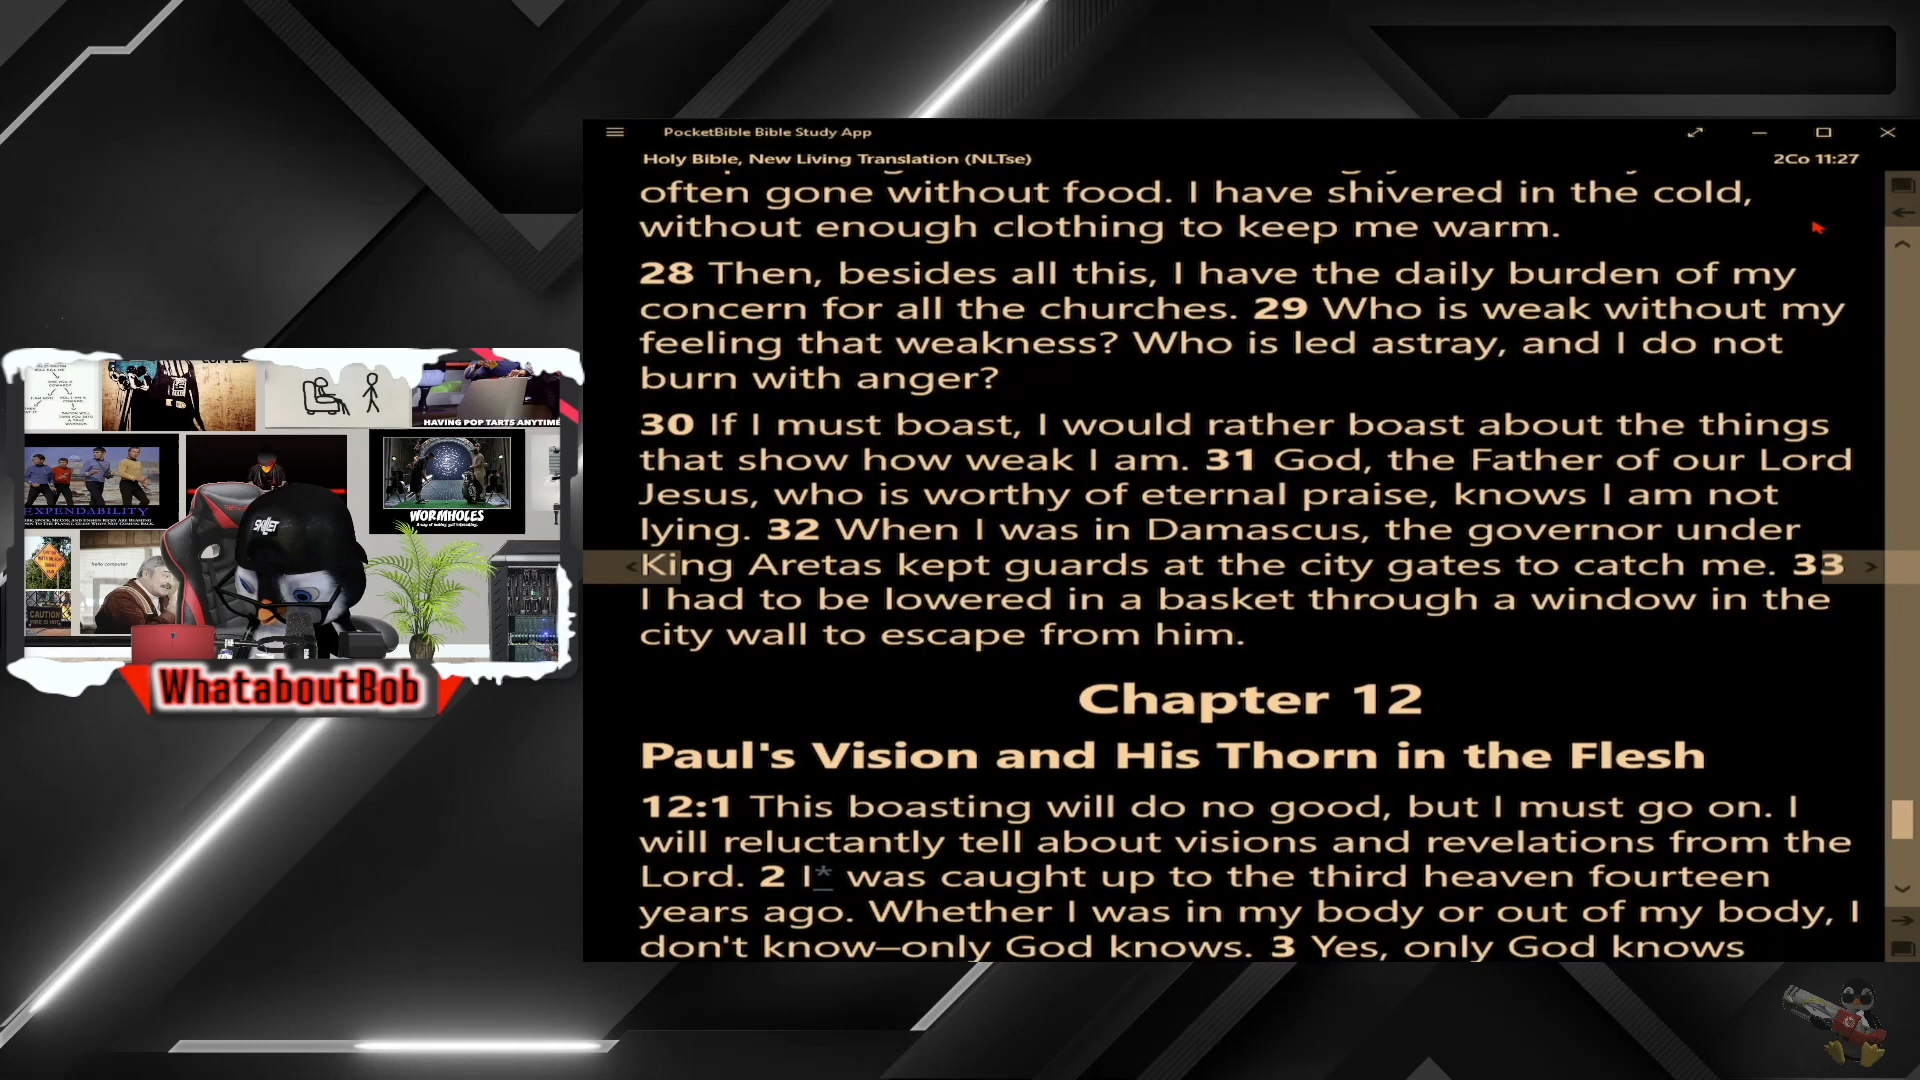 PocketBible Bible Study App
Holy Bible, New Living Translation (NLTse)
2Co 11:27
often gone without food. I have shivered in the cold,
without enough clothing to keep me warm.
28 Then, besides all this, I have the daily burden of my
concern for all the churches. 29 Who is weak without my
feeling that weakness? Who is led astray, and I do not
burn with anger?
30 If I must boast, I would rather boast about the things
that show how weak I am. 31 God, the Father of our Lord
Jesus, who is worthy of eternal praise, knows I am not
lying. 32 When I was in Damascus, the governor under
King Aretas kept guards at the city gates to catch me. 33
I had to be lowered in a basket through a window in the
city wall to escape from him.
Chapter 12
Paul's Vision and His Thorn in the Flesh
12:1 This boasting will do no good, but I must go on. I
will reluctantly tell about visions and revelations from the
Lord. 2 I* was caught up to the third heaven fourteen
years ago. Whether I was in my body or out of my body, I
don't know—only God knows. 3 Yes, only God knows
HAVING POP TARTS ANYTIME
EXPENDABILITY
WORMHOLES
SKILLET
hello computer
CAUTION
WhataboutBob